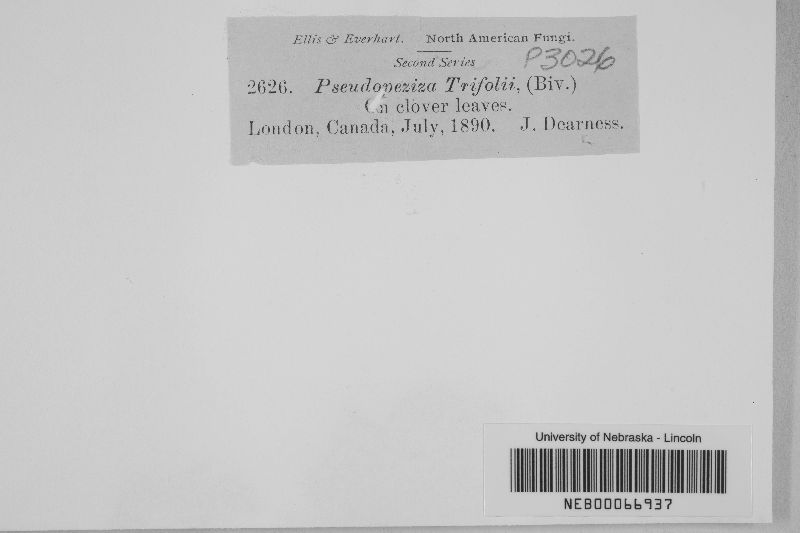 Ellis & Everhart. North American Fungi.
Second Series
P3026
2626. Pseudopeziza Trifolii, (Biv.)
On clover leaves.
London, Canada, July, 1890. J. Dearness.
University of Nebraska - Lincoln
NEB00066937